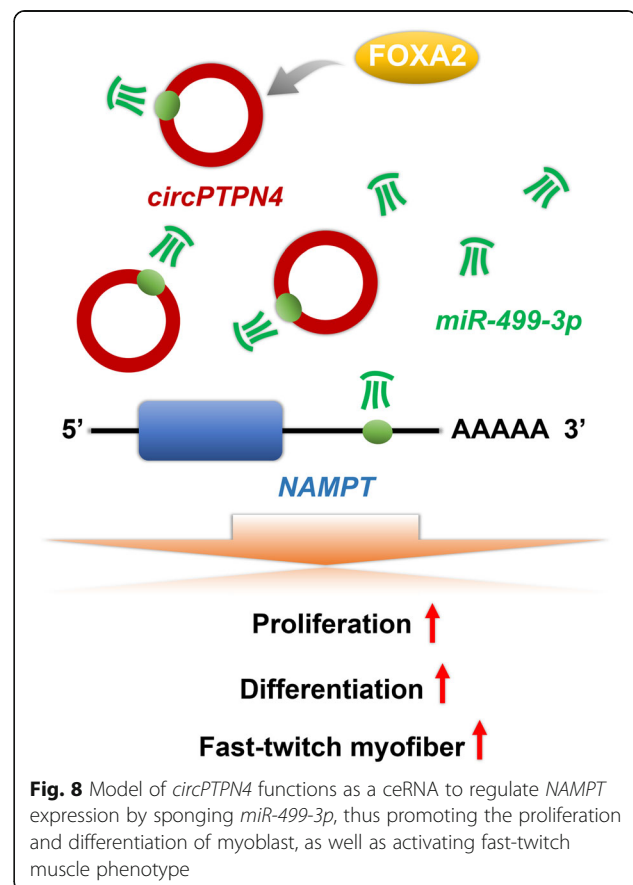 FOXA2
circPTPN4
miR-499-3p
5’ AAAAA 3’
NAMPT
Proliferation
Differentiation
Fast-twitch myofiber
Fig. 8 Model of circPTPN4 functions as a ceRNA to regulate NAMPT
expression by sponging miR-499-3p, thus promoting the proliferation
and differentiation of myoblast, as well as activating fast-twitch
muscle phenotype